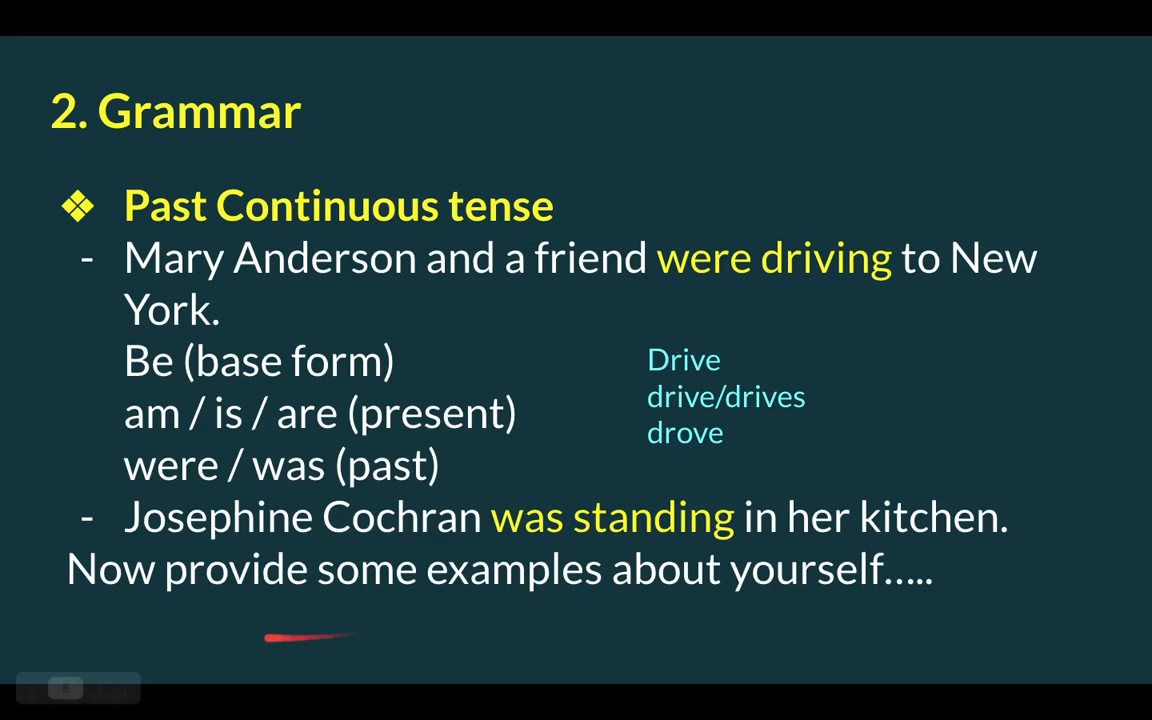 2. Grammar
❖ Past Continuous tense
- Mary Anderson and a friend were driving to New
York.
Be (base form)
am / is / are (present)
were / was (past)
Drive
drive/drives
drove
- Josephine Cochran was standing in her kitchen.
Now provide some examples about yourself.....